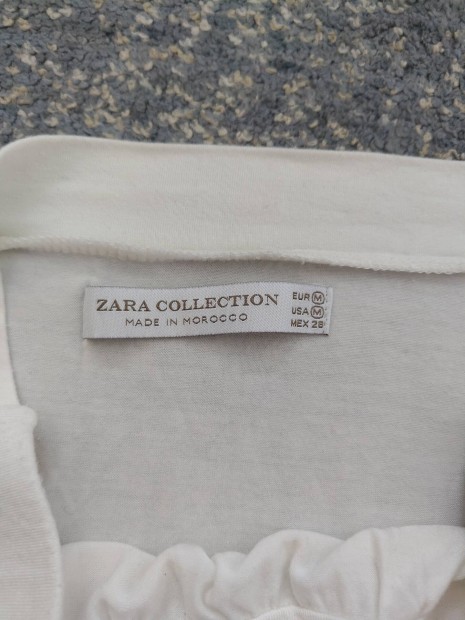 ZARA COLLECTION
MADE IN MOROCCO
EUR M
USA M
MEX 28